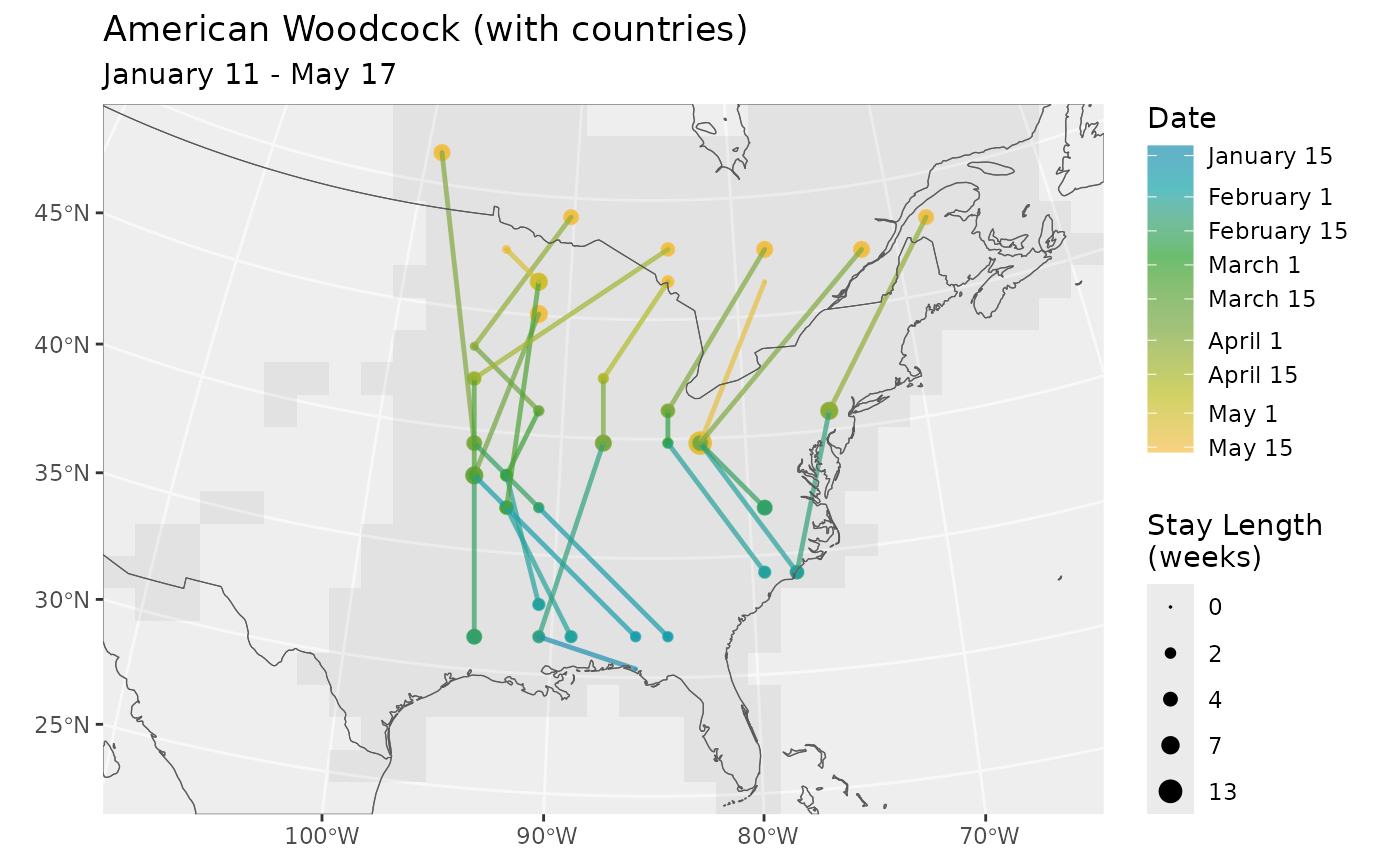 American Woodcock (with countries)
January 11 - May 17
45°N
40°N
35°N
30°N
25°N
100°W
90°W
80°W
70°W
Date
January 15
February 1
February 15
March 1
March 15
April 1
April 15
May 1
May 15
Stay Length
(weeks)
0
2
4
7
13